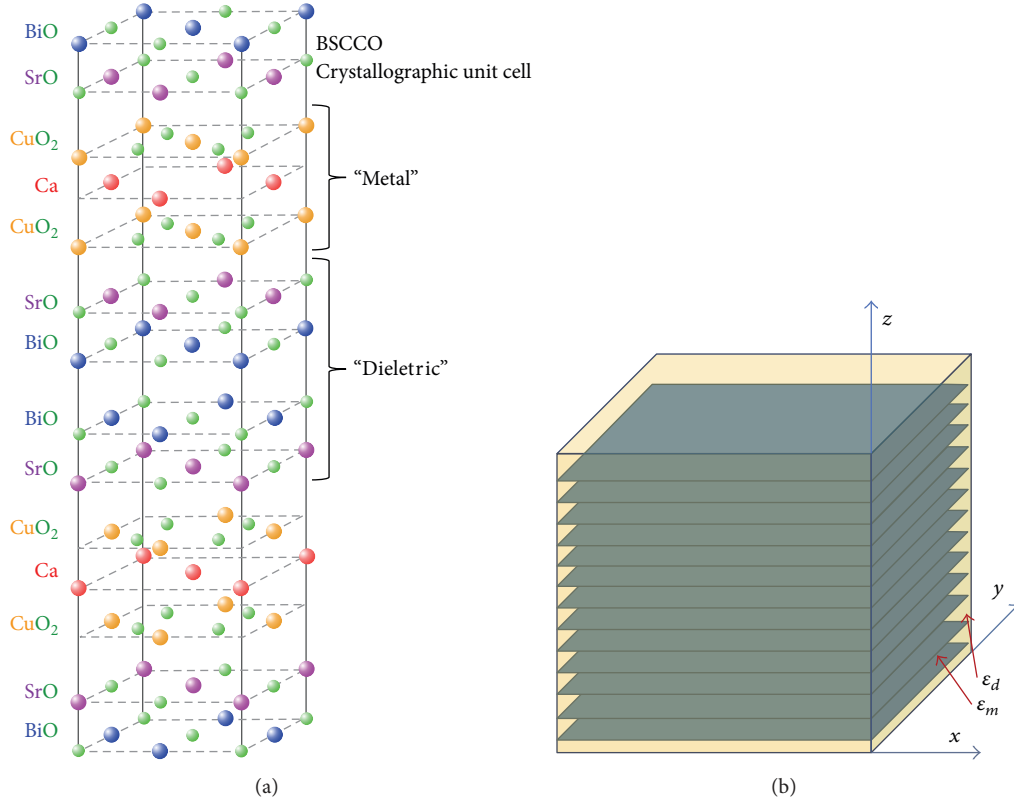 BiO
BSCCO
Crystallographic unit cell
SrO
CuO₂
Ca
"Metal"
CuO₂
SrO
BiO
"Dieletric"
BiO
SrO
CuO₂
Ca
CuO₂
SrO
BiO
(a)
z
y
εd
εm
x
(b)